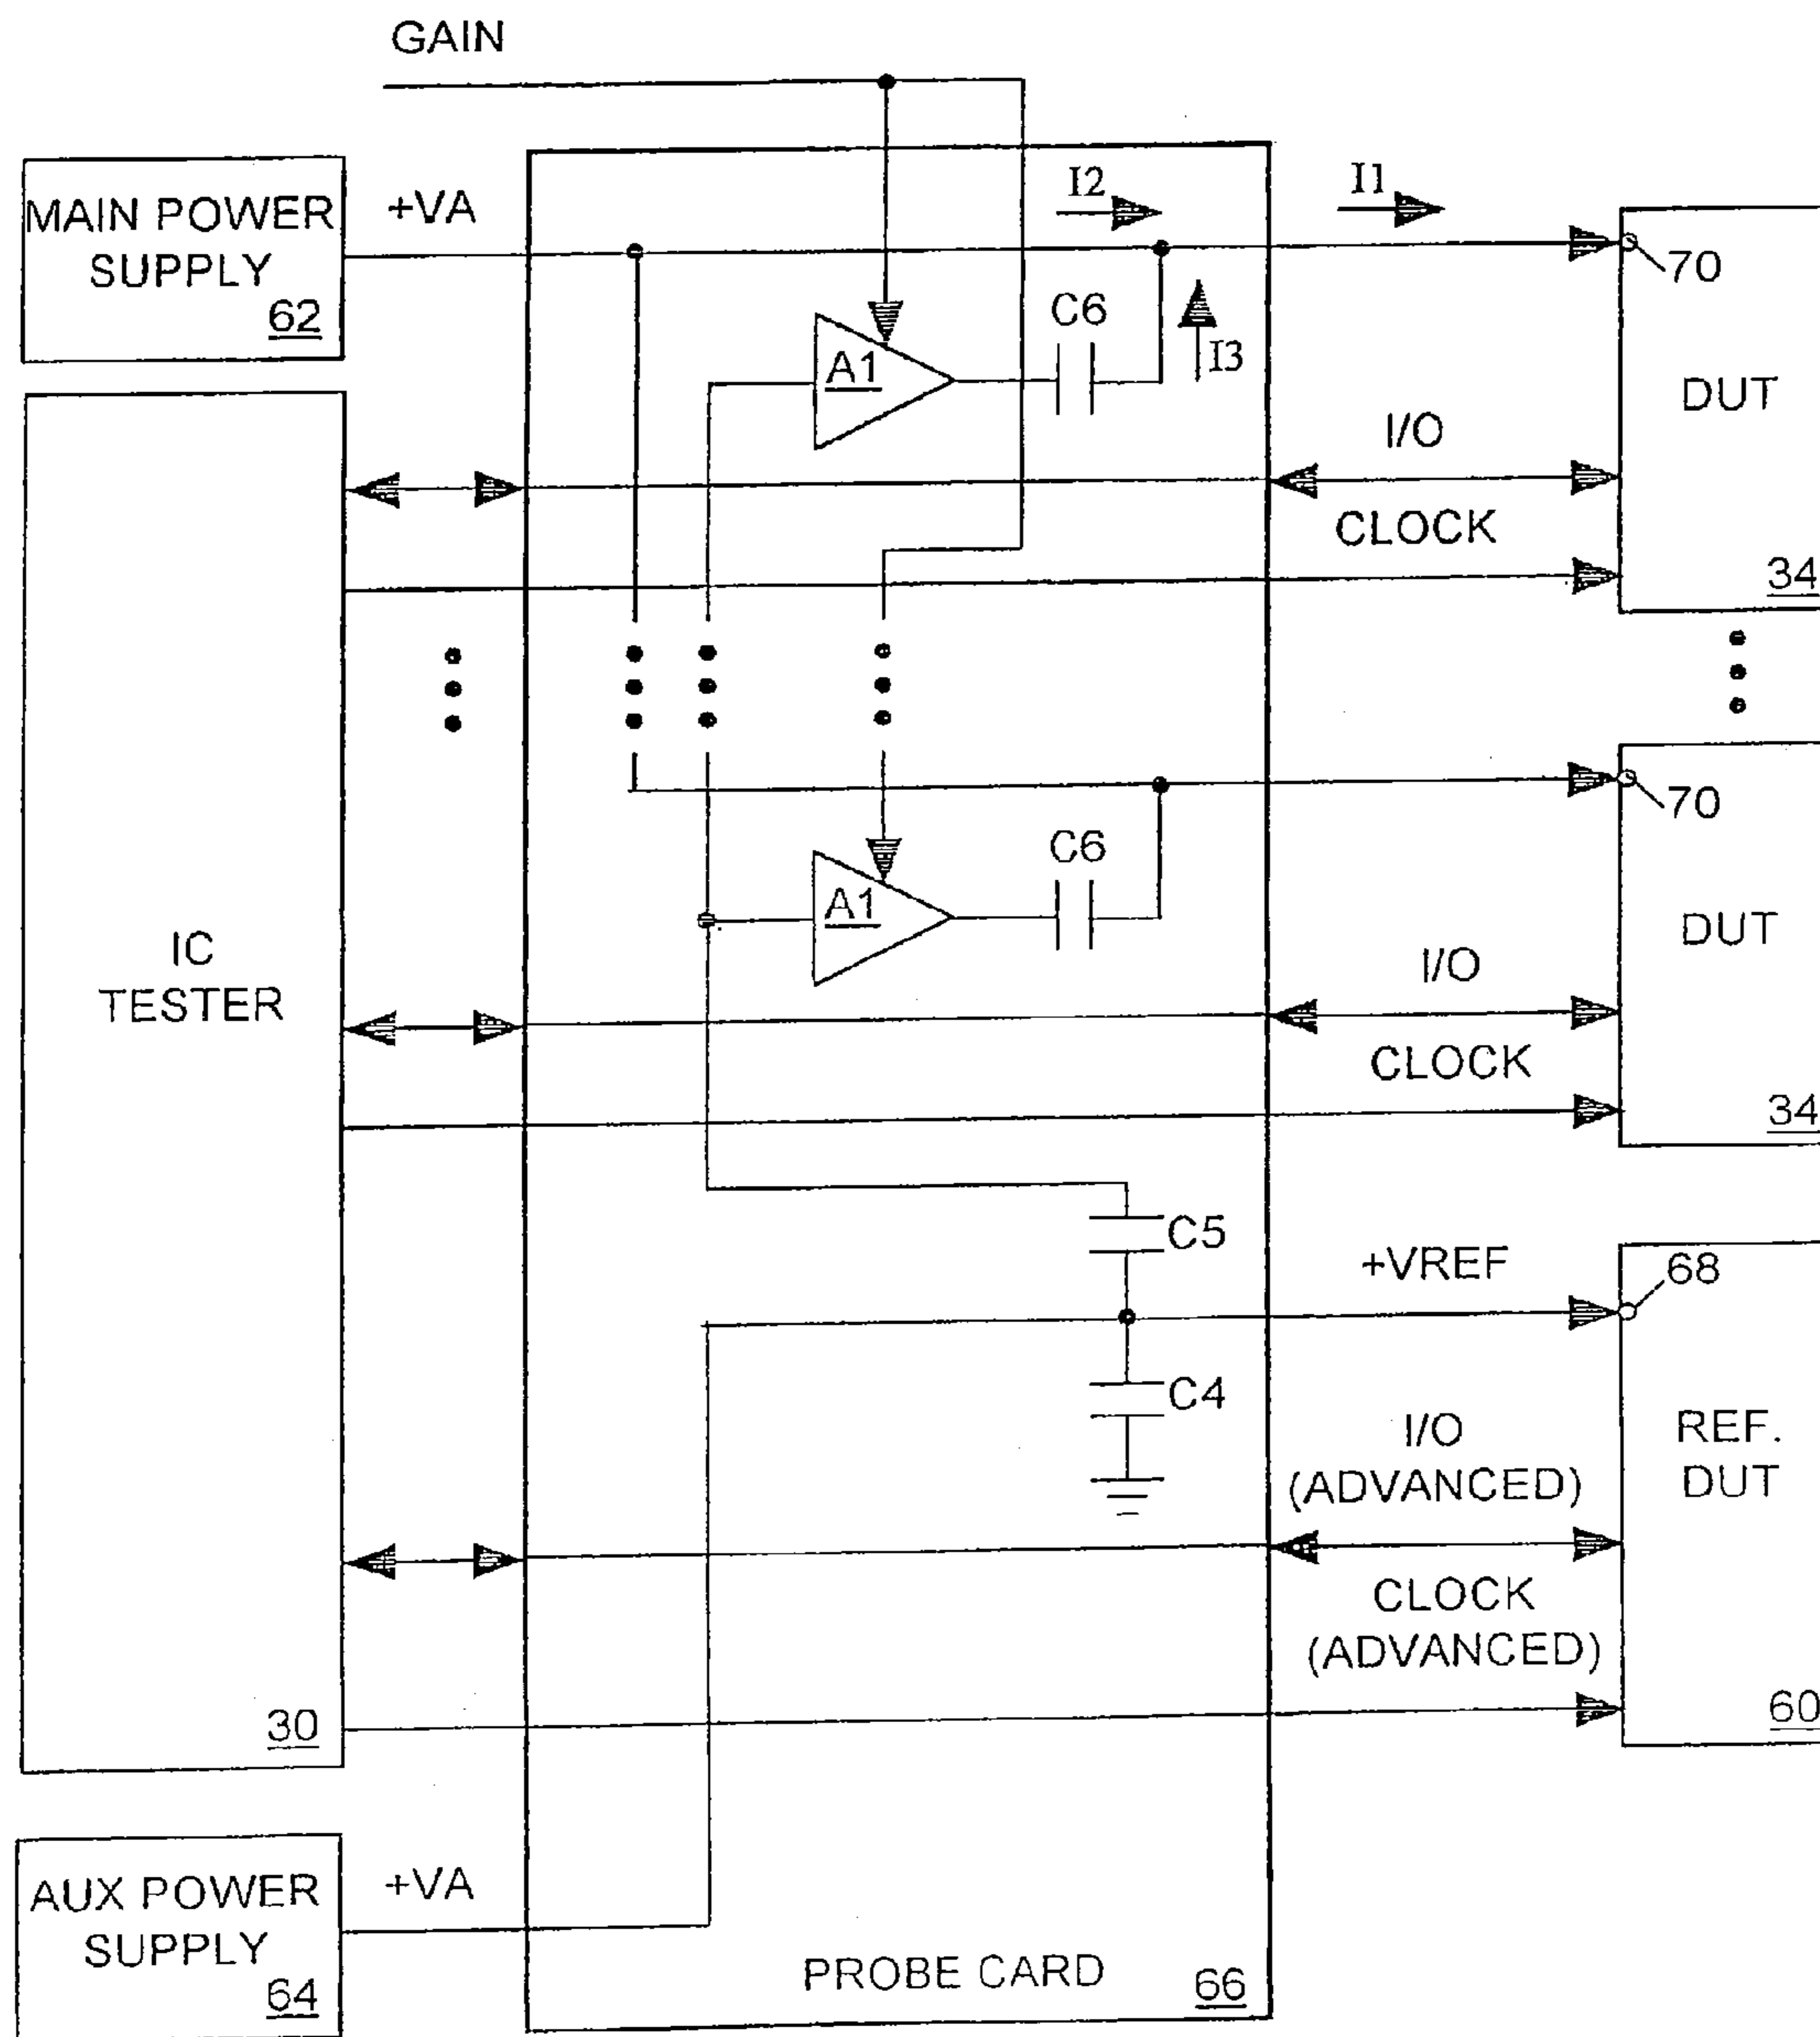 GAIN
MAIN POWER
SUPPLY
62
+VA
I2
I1
70
A1
C6
I3
DUT
I/O
CLOCK
34
70
A1
C6
DUT
IC
TESTER
I/O
CLOCK
34
C5
+VREF
68
C4
I/O
(ADVANCED)
REF.
DUT
CLOCK
(ADVANCED)
30
60
AUX POWER
SUPPLY
64
+VA
PROBE CARD
66